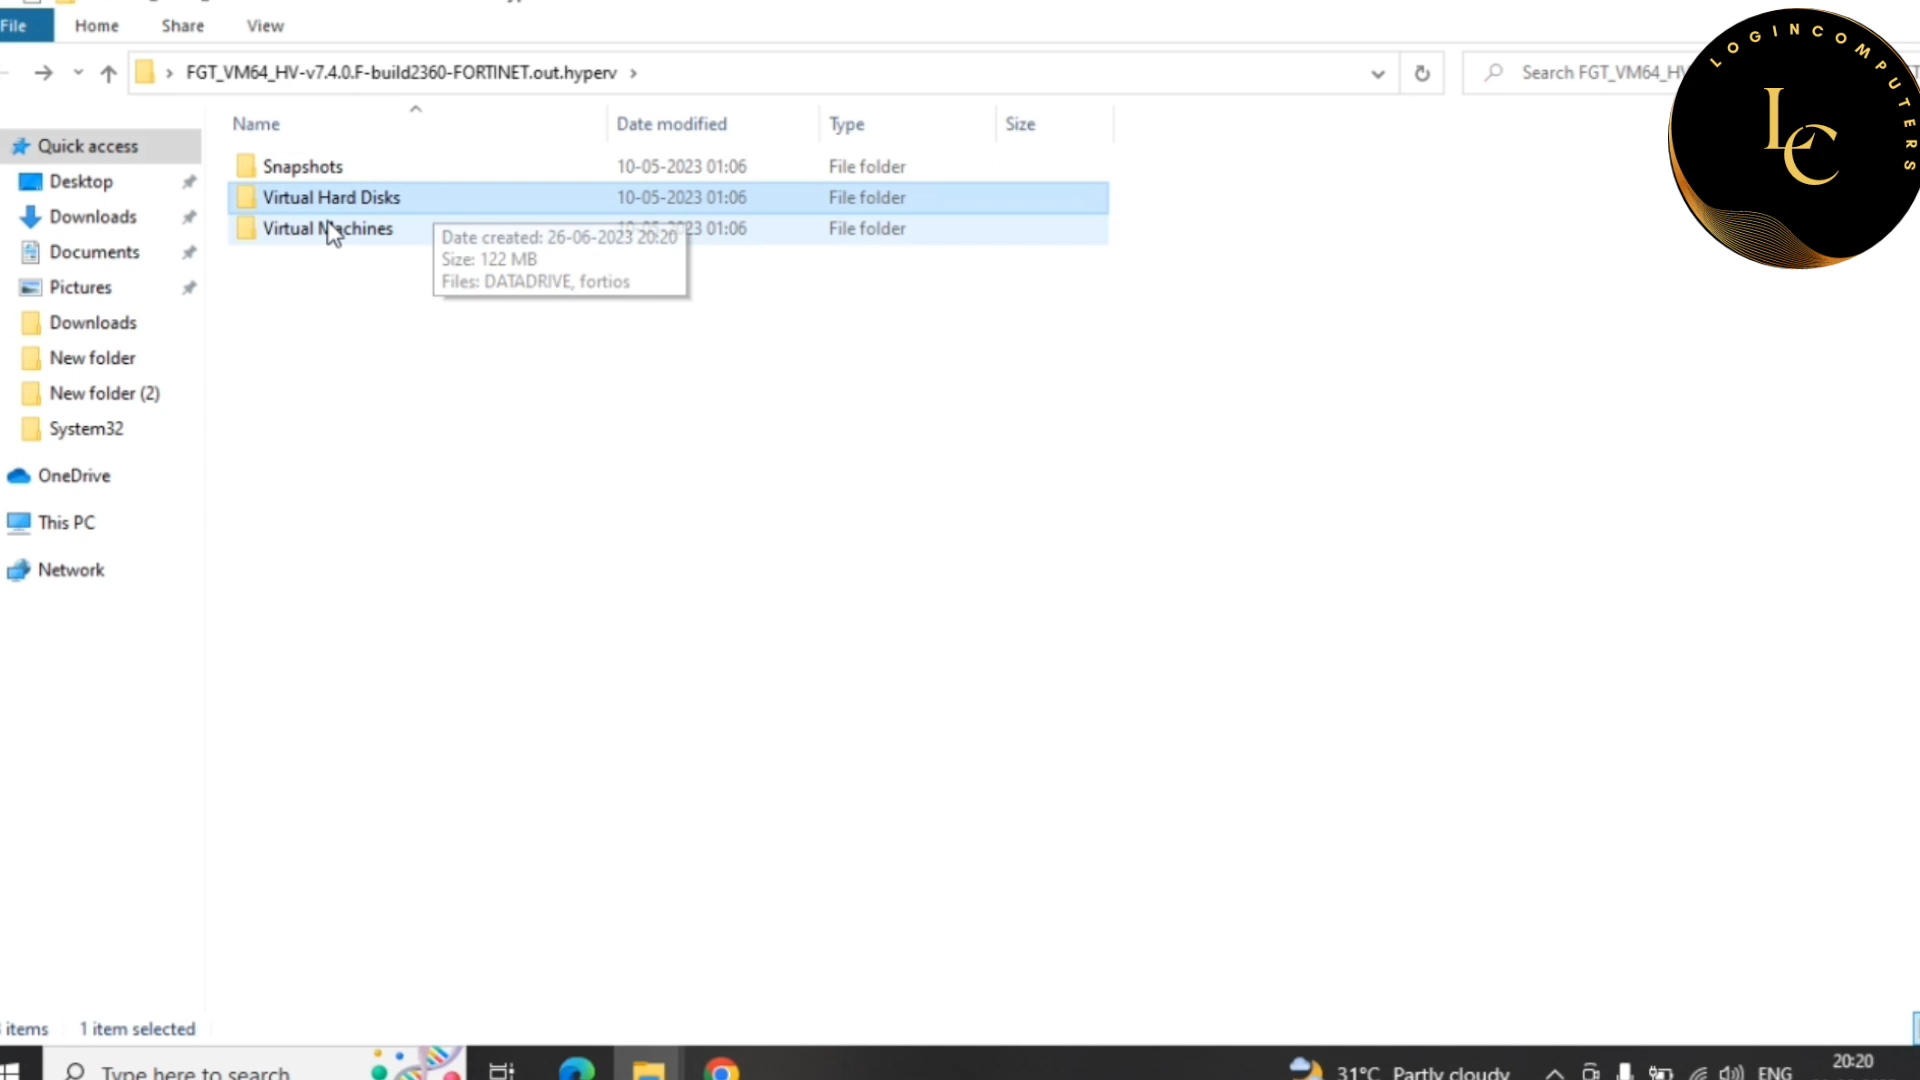 File Home Share View
FGT_VM64_HV-v7.4.0.F-build2360-FORTINET.out.hyperv
Search FGT_VM64_HV
LOGINCOMPUTERS
LC
Name Date modified Type Size
Quick access
Desktop
Downloads
Documents
Pictures
Downloads
New folder
New folder (2)
System32
OneDrive
This PC
Network
Snapshots 10-05-2023 01:06 File folder
Virtual Hard Disks 10-05-2023 01:06 File folder
Virtual Machines 10-05-2023 01:06 File folder
Date created: 26-06-2023 20:20
Size: 122 MB
Files: DATADRIVE, fortios
items 1 item selected
Type here to search
31°C Partly cloudy
ENG
20:20